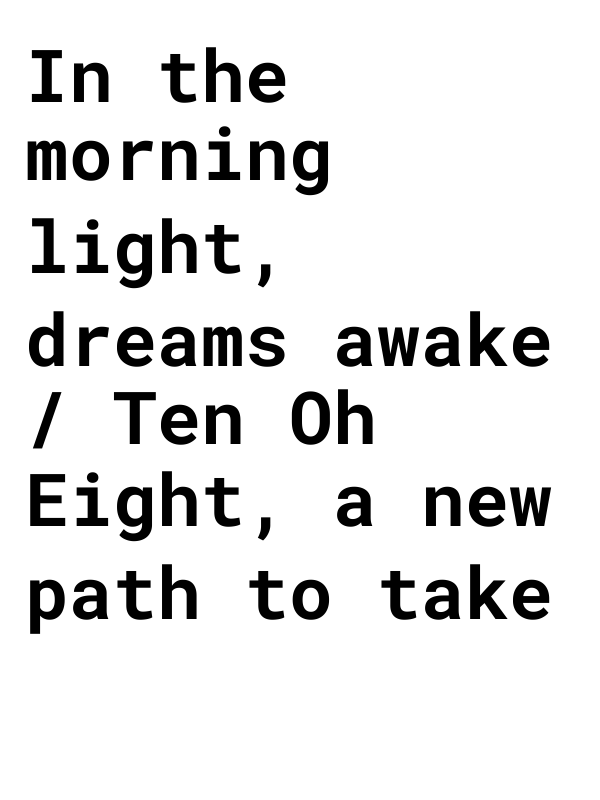 In the
morning
light,
dreams awake
/ Ten Oh
Eight, a new
path to take